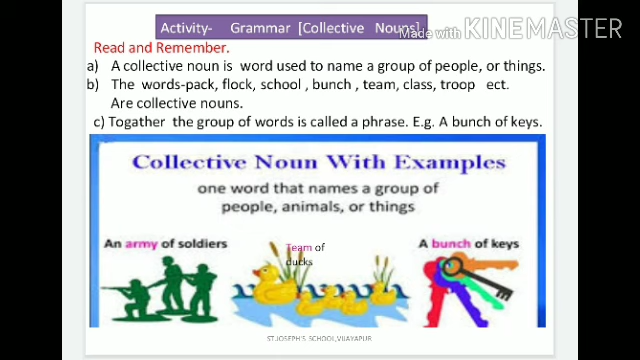 Activity- Grammar [Collective Nouns]
Made with KINEMASTER
Read and Remember.
a) A collective noun is word used to name a group of people, or things.
b) The words-pack, flock, school , bunch , team, class, troop ect.
Are collective nouns.
c) Togather the group of words is called a phrase. E.g. A bunch of keys.
Collective Noun With Examples
one word that names a group of
people, animals, or things
An army of soldiers
Team of
ducks
A bunch of keys
ST.JOSEPH'S SCHOOL,VIJAYAPUR